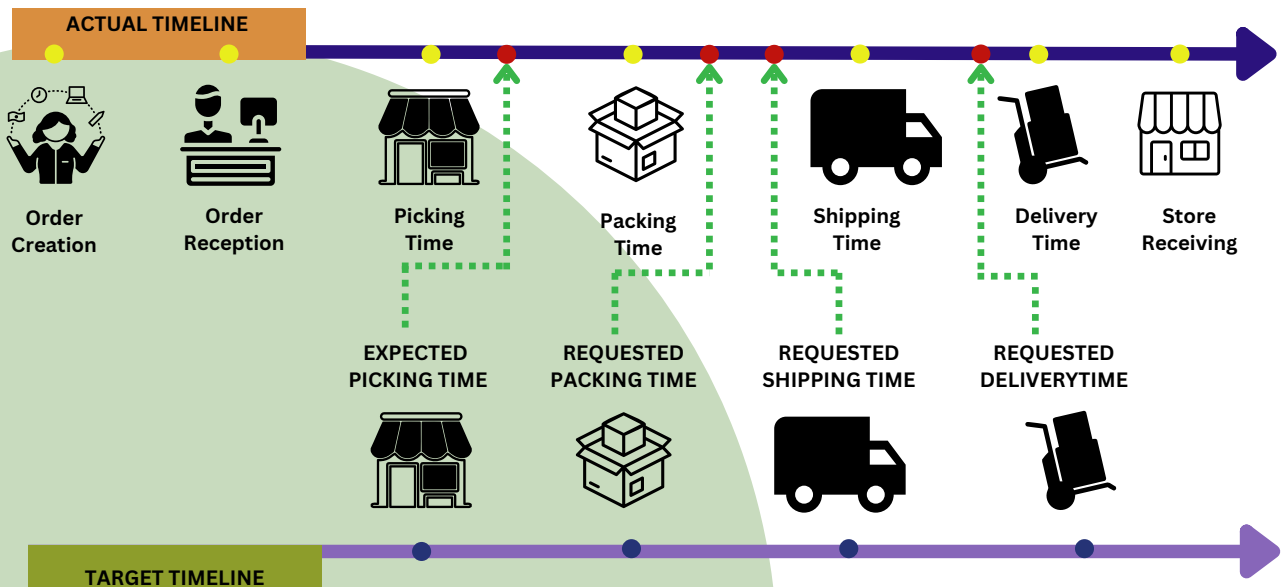 ACTUAL TIMELINE
Order
Creation
Order
Reception
Picking
Time
Packing
Time
Shipping
Time
Delivery
Time
Store
Receiving
EXPECTED
PICKING TIME
REQUESTED
PACKING TIME
REQUESTED
SHIPPING TIME
REQUESTED
DELIVERYTIME
TARGET TIMELINE